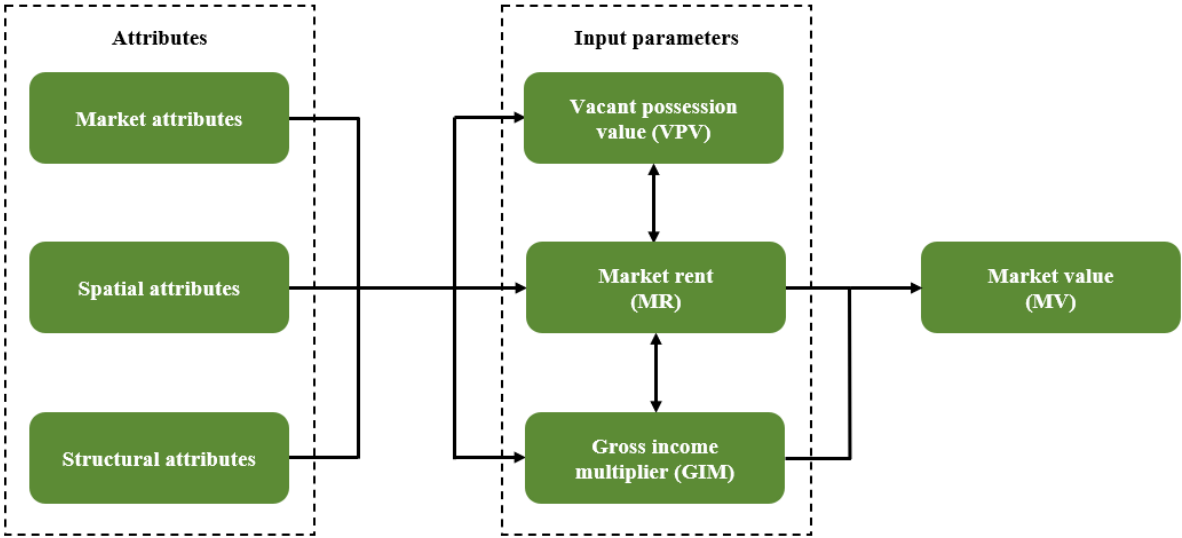 Attributes
Market attributes
Spatial attributes
Structural attributes
Input parameters
Vacant possession
value (VPV)
Market rent
(MR)
Gross income
multiplier (GIM)
Market value
(MV)